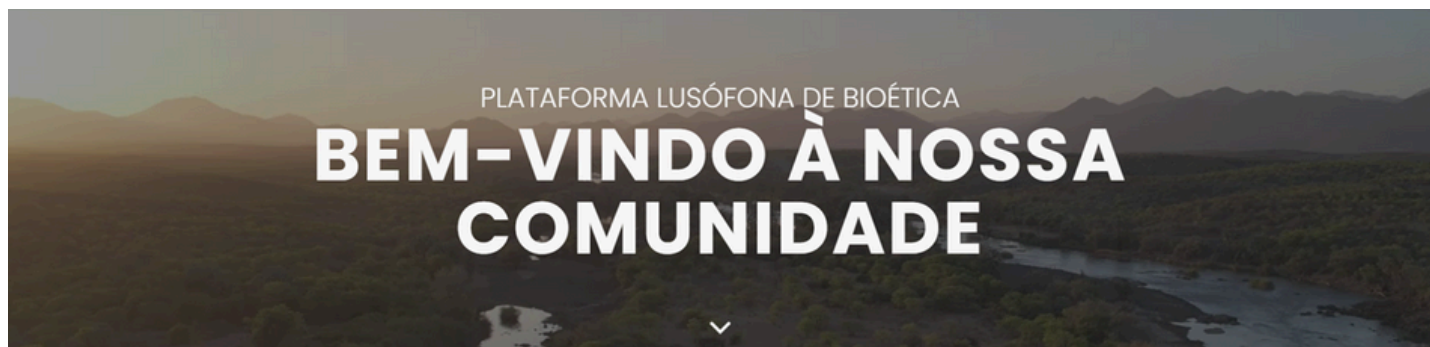 PLATAFORMA LUSÓFONA DE BIOÉTICA
BEM-VINDO À NOSSA
COMUNIDADE